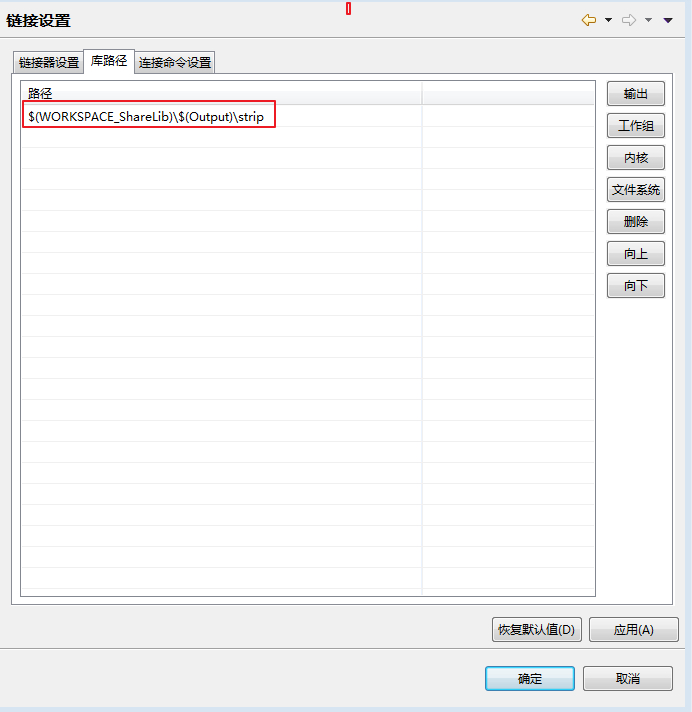 链接设置
链接器设置 库路径 连接命令设置
路径
$(WORKSPACE_ShareLib)\$(Output)\strip
输出
工作组
内核
文件系统
删除
向上
向下
恢复默认值(D) 应用(A)
确定 取消